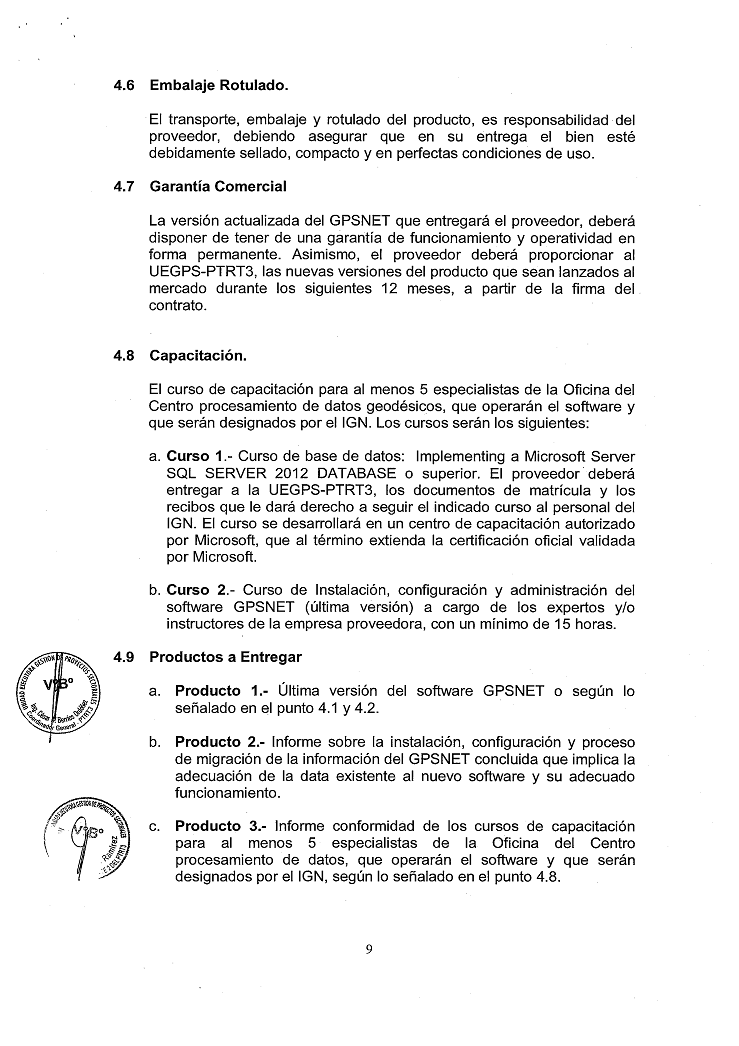 4.6 Embalaje Rotulado.
El transporte, embalaje y rotulado del producto, es responsabilidad del
proveedor, debiendo asegurar que en su entrega el bien esté
debidamente sellado, compacto y en perfectas condiciones de uso.
4.7 Garantía Comercial
La versión actualizada del GPSNET que entregará el proveedor, deberá
disponer de tener de una garantía de funcionamiento y operatividad en
forma permanente. Asimismo, el proveedor deberá proporcionar al
UEGPS-PTRT3, las nuevas versiones del producto que sean lanzados al
mercado durante los siguientes 12 meses, a partir de la firma del
contrato.
4.8 Capacitación.
El curso de capacitación para al menos 5 especialistas de la Oficina del
Centro procesamiento de datos geodésicos, que operarán el software y
que serán designados por el IGN. Los cursos serán los siguientes:
a. Curso 1.- Curso de base de datos: Implementing a Microsoft Server
SQL SERVER 2012 DATABASE o superior. El proveedor deberá
entregar a la UEGPS-PTRT3, los documentos de matrícula y los
recibos que le dará derecho a seguir el indicado curso al personal del
IGN. El curso se desarrollará en un centro de capacitación autorizado
por Microsoft, que al término extienda la certificación oficial validada
por Microsoft.
b. Curso 2.- Curso de Instalación, configuración y administración del
software GPSNET (última versión) a cargo de los expertos y/o
instructores de la empresa proveedora, con un mínimo de 15 horas.
4.9 Productos a Entregar
a. Producto 1.- Última versión del software GPSNET o según lo
señalado en el punto 4.1 y 4.2.
b. Producto 2.- Informe sobre la instalación, configuración y proceso
de migración de la información del GPSNET concluida que implica la
adecuación de la data existente al nuevo software y su adecuado
funcionamiento.
c. Producto 3.- Informe conformidad de los cursos de capacitación
para al menos 5 especialistas de la Oficina del Centro
procesamiento de datos, que operarán el software y que serán
designados por el IGN, según lo señalado en el punto 4.8.
UNIDAD EJECUTORA GESTIÓN DE PROYECTOS SECTORIALES
V°B°
Coordinador General - PTRT3
V°B°
Ramírez
9